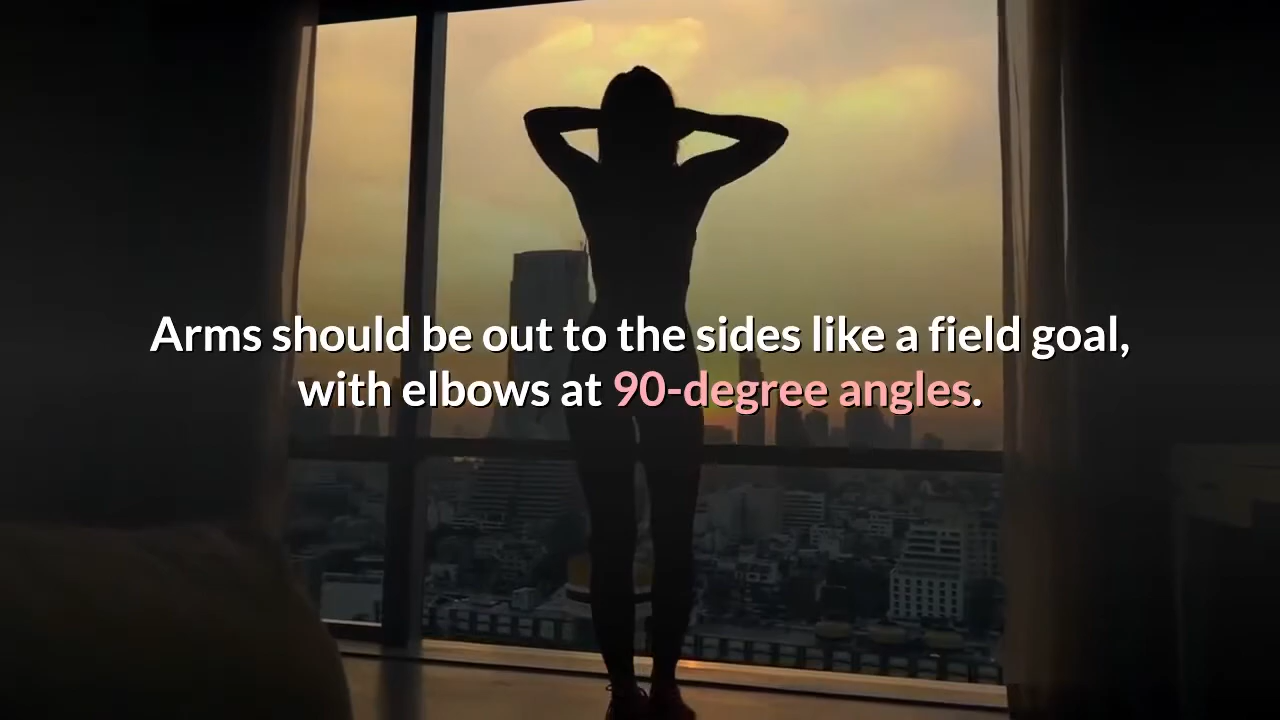 Arms should be out to the sides like a field goal,
with elbows at 90-degree angles.